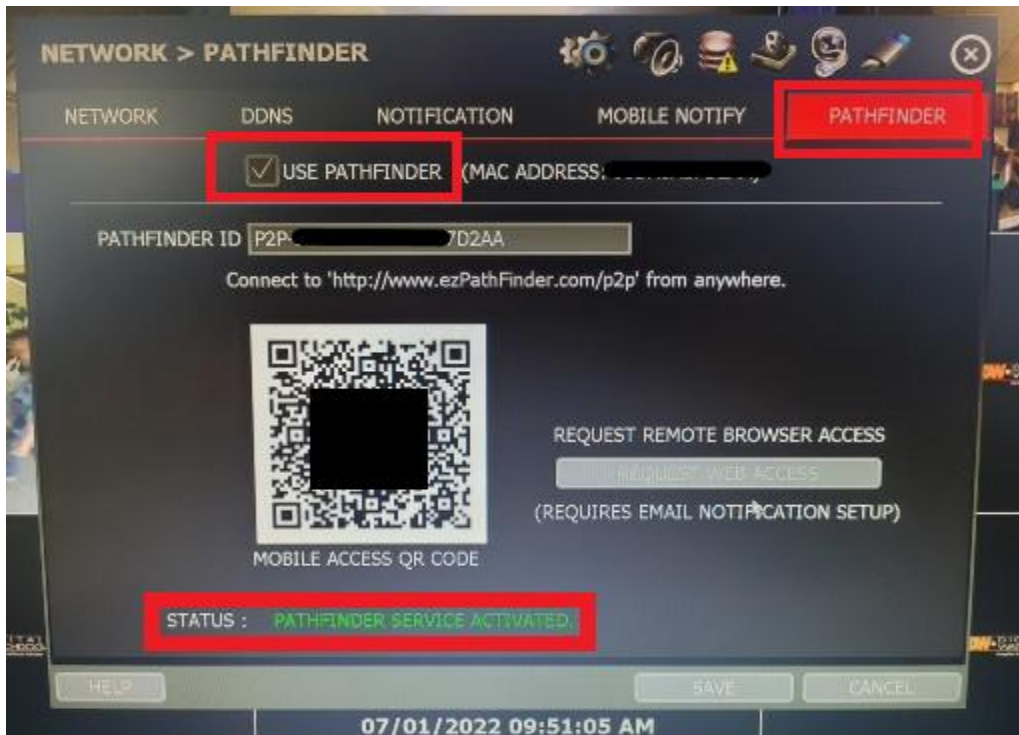 NETWORK > PATHFINDER
NETWORK DDNS NOTIFICATION MOBILE NOTIFY PATHFINDER
USE PATHFINDER (MAC ADDRESS:
PATHFINDER ID P2P- 7D2AA
Connect to 'http://www.ezPathFinder.com/p2p' from anywhere.
REQUEST REMOTE BROWSER ACCESS
REQUEST WEB ACCESS
(REQUIRES EMAIL NOTIFICATION SETUP)
MOBILE ACCESS QR CODE
STATUS : PATHFINDER SERVICE ACTIVATED.
HELP SAVE CANCEL
07/01/2022 09:51:05 AM